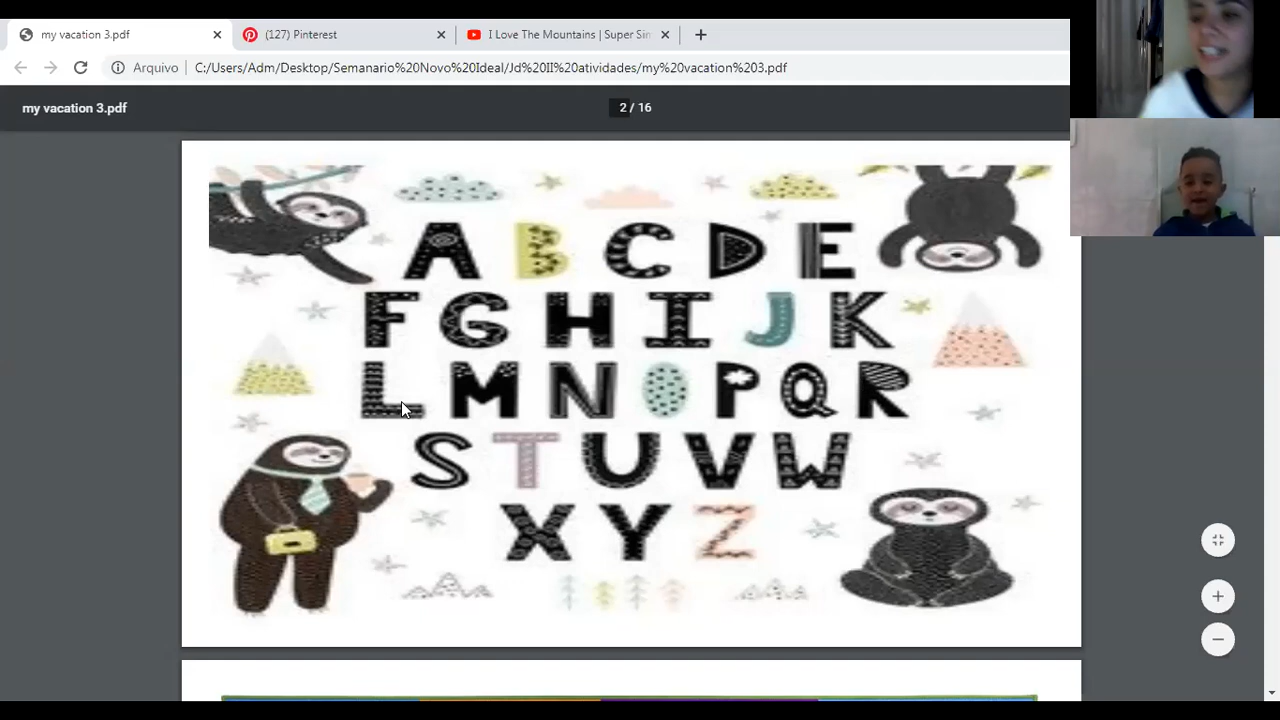 my vacation 3.pdf
(127) Pinterest
I Love The Mountains | Super Sin
Arquivo
C:/Users/Adm/Desktop/Semanario%20Novo%20Ideal/Jd%20II%20atividades/my%20vacation%203.pdf
my vacation 3.pdf
2 / 16
A B C D E
F G H I J K
L M N O P Q R
S T U V W
X Y Z